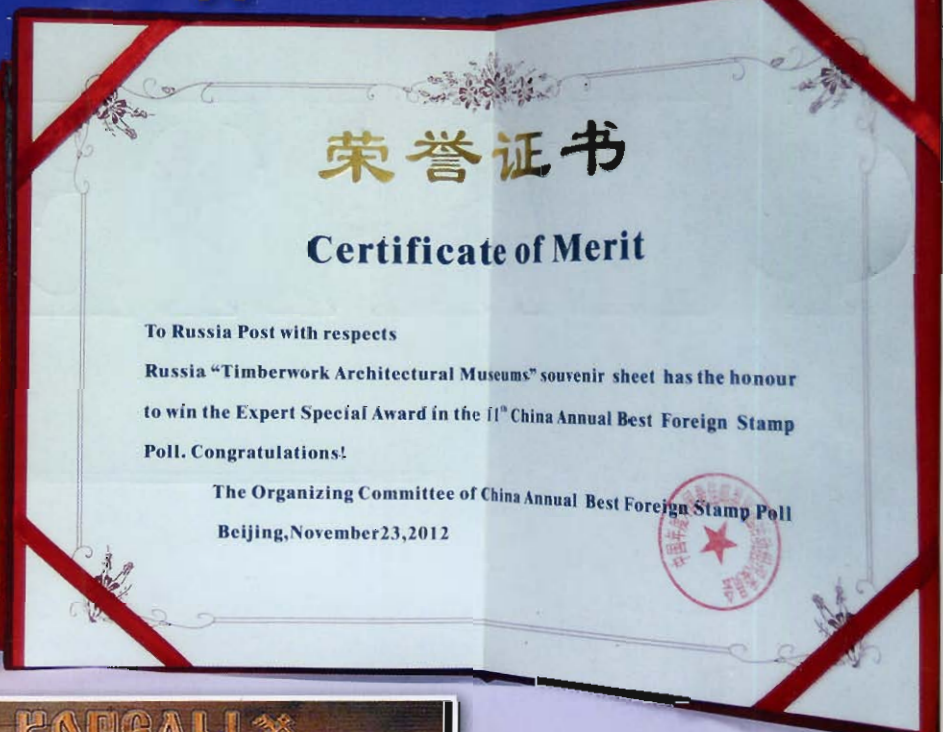 荣誉证书
Certificate of Merit
To Russia Post with respects
Russia “Timberwork Architectural Museums” souvenir sheet has the honour
to win the Expert Special Award in the 11th China Annual Best Foreign Stamp
Poll. Congratulations!
The Organizing Committee of China Annual Best Foreign Stamp Poll
Beijing,November23,2012